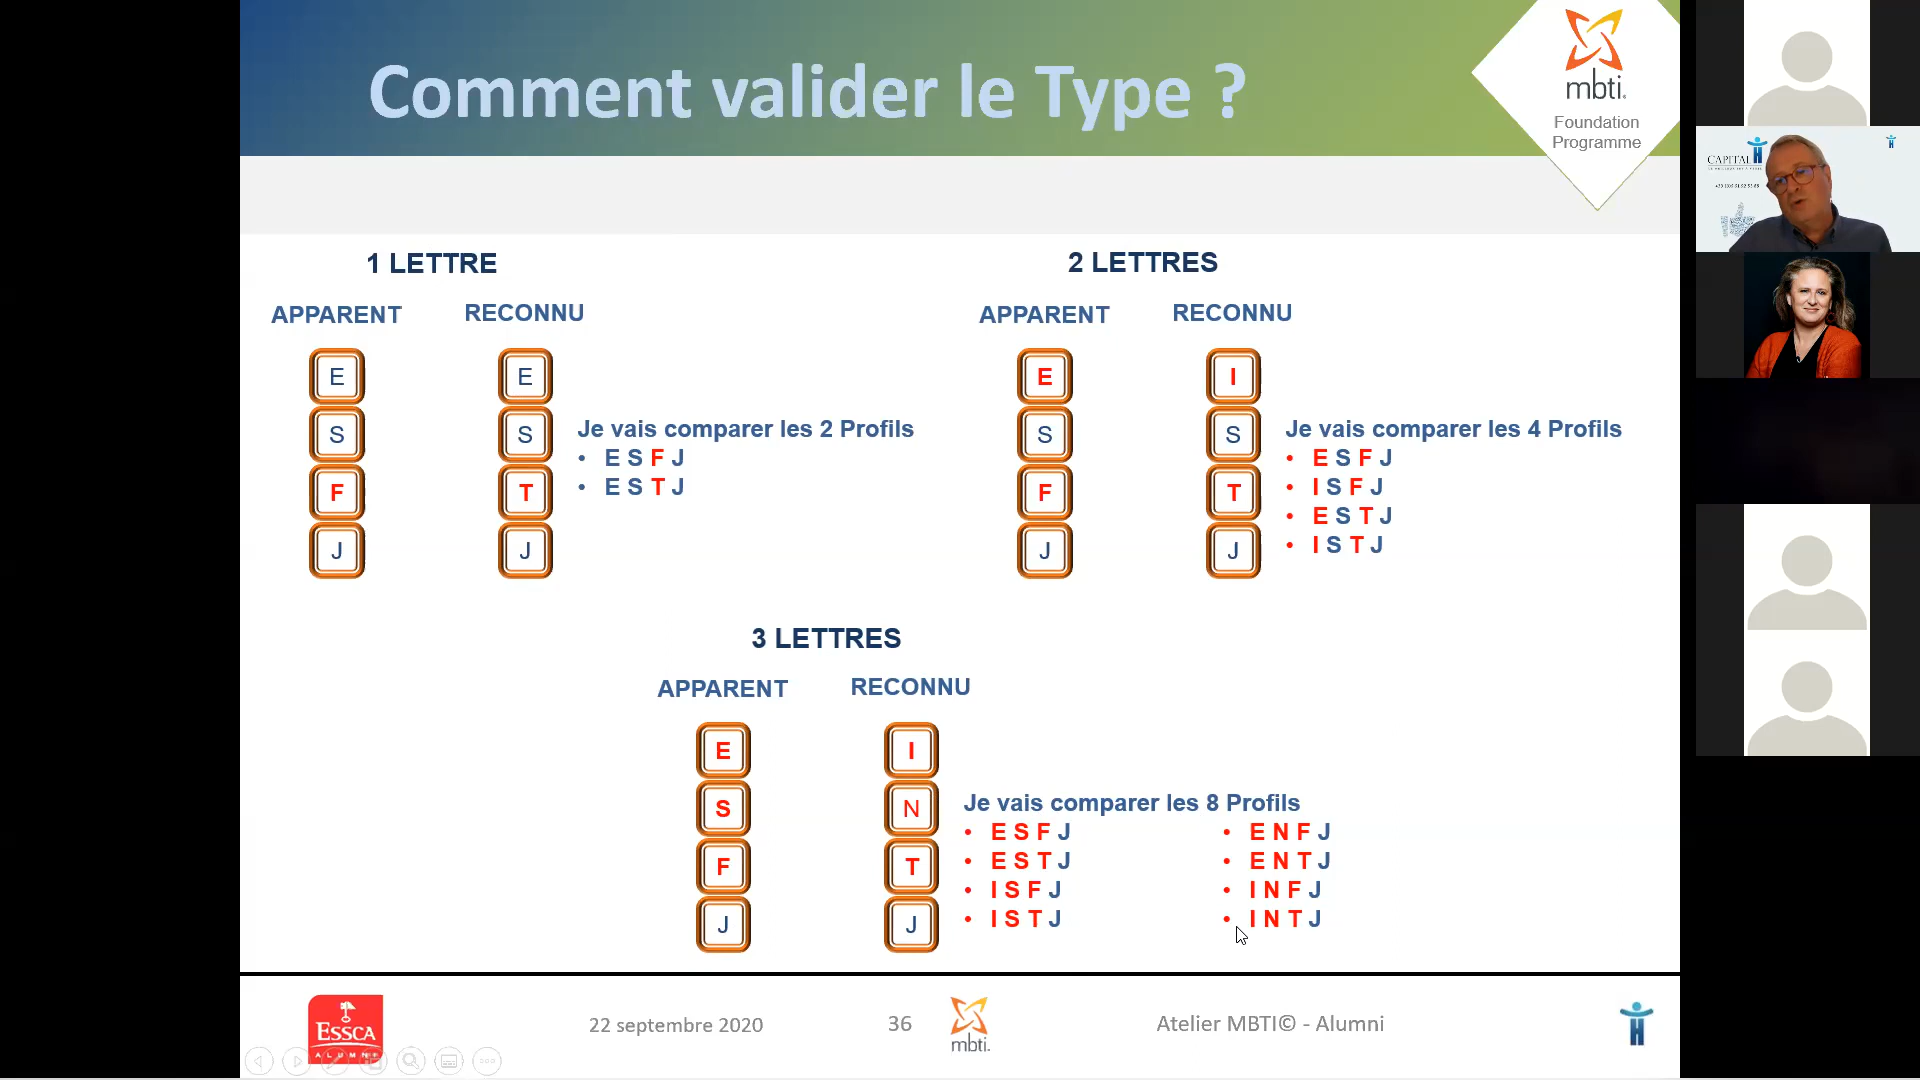 Comment valider le Type ?
mbti.
Foundation
Programme
1 LETTRE
APPARENT
RECONNU
E
S
F
J
E
S
T
J
Je vais comparer les 2 Profils
• E S F J
• E S T J
2 LETTRES
APPARENT
RECONNU
E
S
F
J
I
S
T
J
Je vais comparer les 4 Profils
• E S F J
• I S F J
• E S T J
• I S T J
3 LETTRES
APPARENT
RECONNU
E
S
F
J
I
N
T
J
Je vais comparer les 8 Profils
• E S F J
• E S T J
• I S F J
• I S T J
• E N F J
• E N T J
• I N F J
• I N T J
ESSCA
ALUMNI
22 septembre 2020
36
mbti.
Atelier MBTI© - Alumni
CAPITAL H